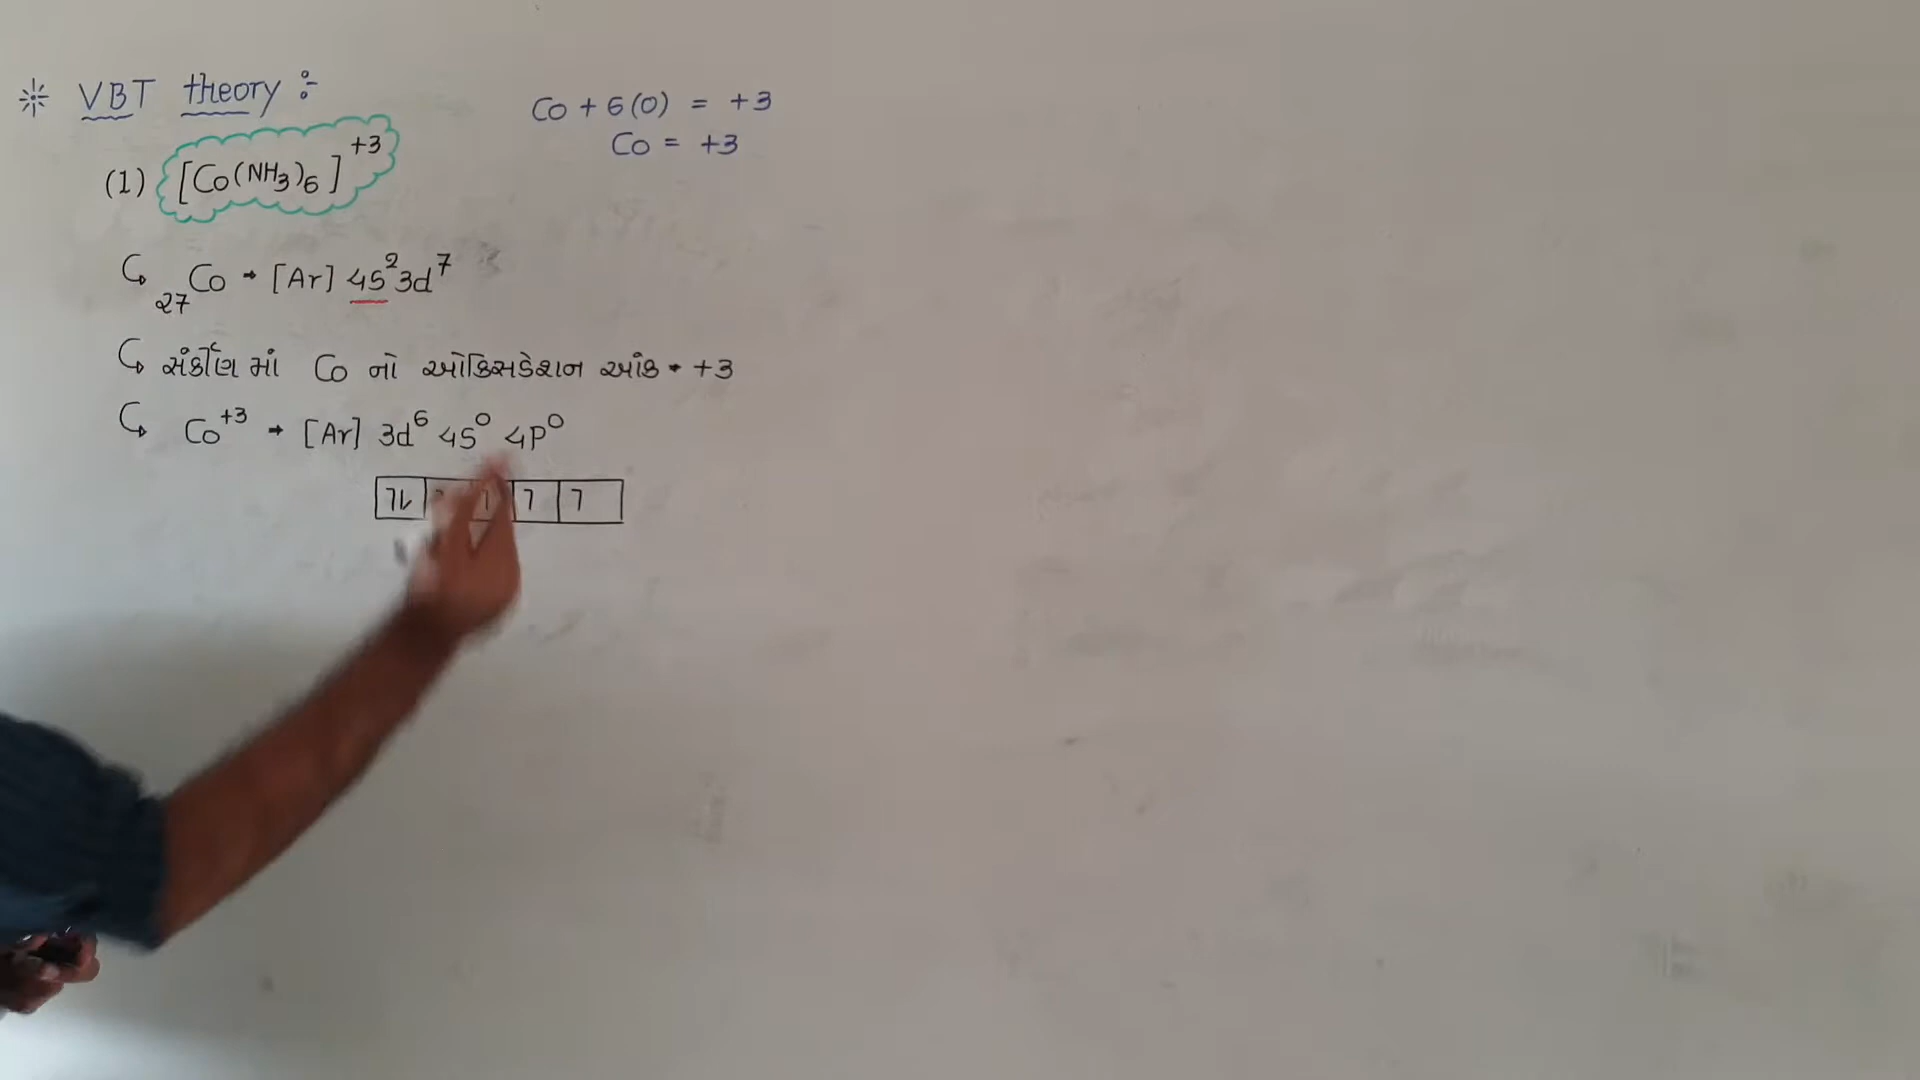 * VBT theory :-
Co + 6(0) = +3
Co = +3
(1) [Co(NH₃)₆]⁺³
↳ ₂₇Co → [Ar] 4s² 3d⁷
↳ સંકીર્ણ માં Co નો ઓક્સિડેશન આંક → +3
↳ Co⁺³ → [Ar] 3d⁶ 4s⁰ 4p⁰